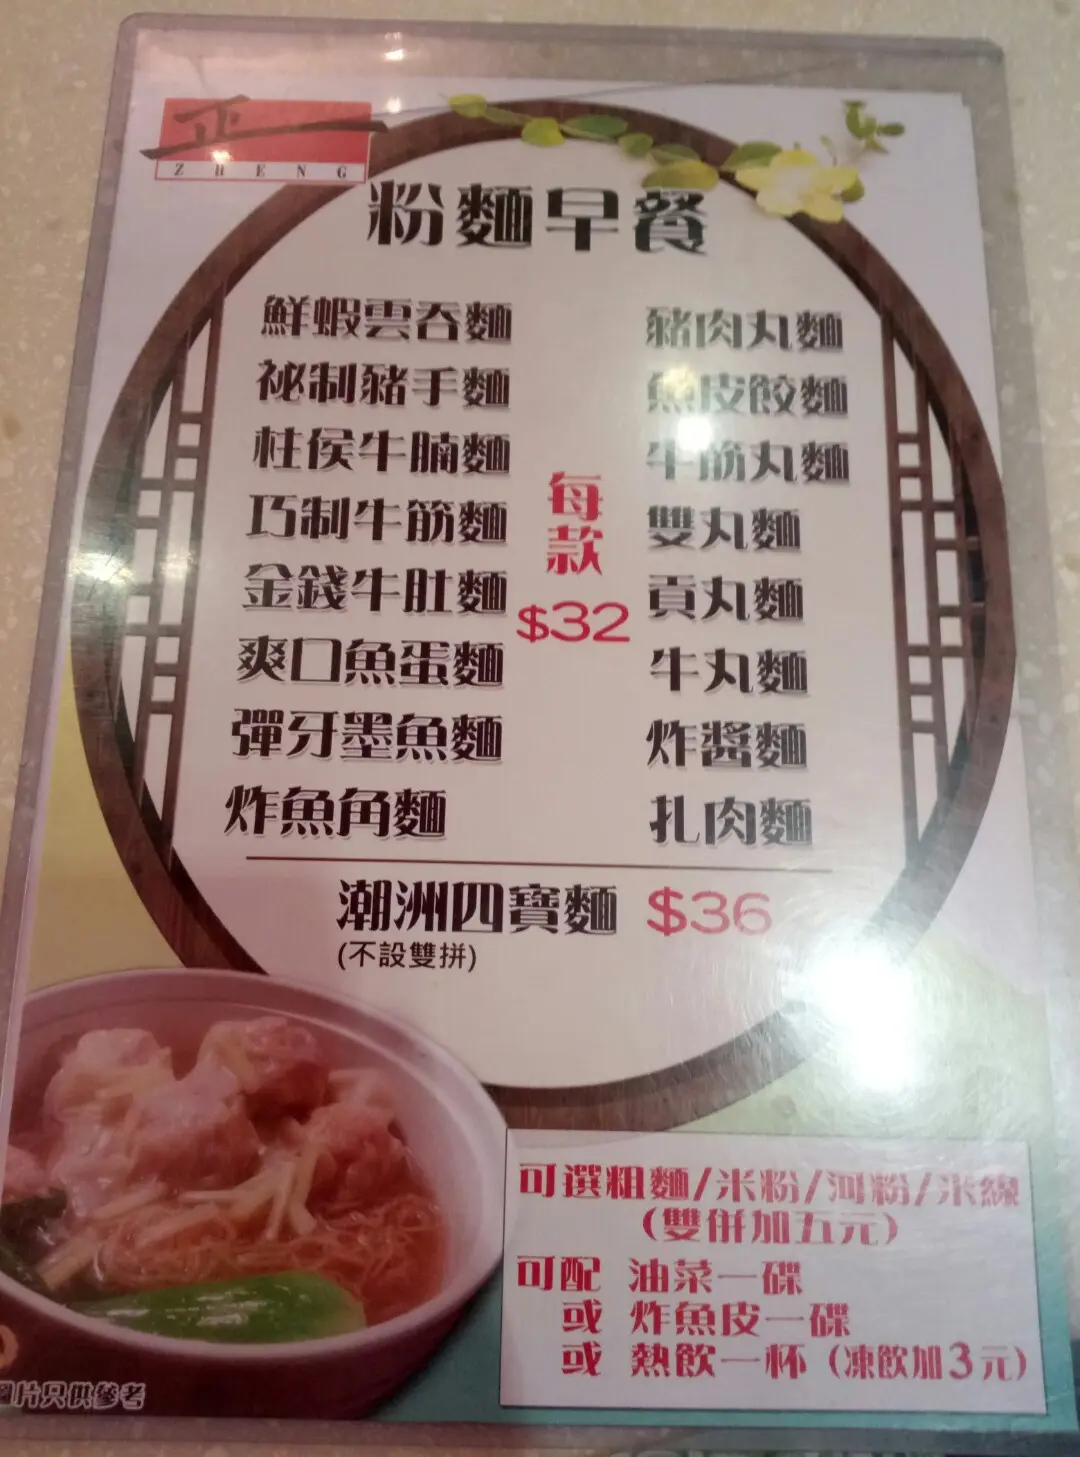 正
ZHENG
粉麵早餐
鮮蝦雲吞麵
祕制豬手麵
柱侯牛腩麵
巧制牛筋麵
金錢牛肚麵
爽口魚蛋麵
彈牙墨魚麵
炸魚角麵
每款
$32
豬肉丸麵
魚皮餃麵
牛筋丸麵
雙丸麵
貢丸麵
牛丸麵
炸醬麵
扎肉麵
潮洲四寶麵 $36
(不設雙拼)
可選粗麵/米粉/河粉/米線
(雙併加五元)
可配 油菜一碟
或 炸魚皮一碟
或 熱飲一杯 (凍飲加3元)
圖片只供參考